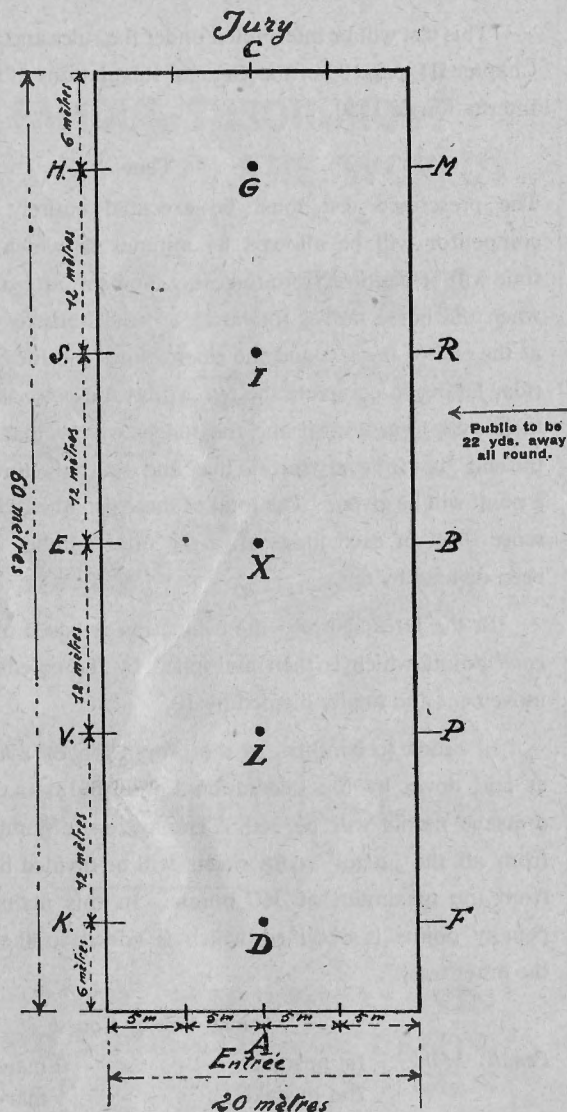 Jury
C
6 mètres
H.
G
M
12 mètres
S.
I
R
Public to be
22 yds. away
all round.
60 mètres
12 mètres
E.
X
B
12 mètres
V.
L
P
12 mètres
K.
D
F
6 mètres
5 m 5 m 5 m 5 m
A
Entrée
20 mètres